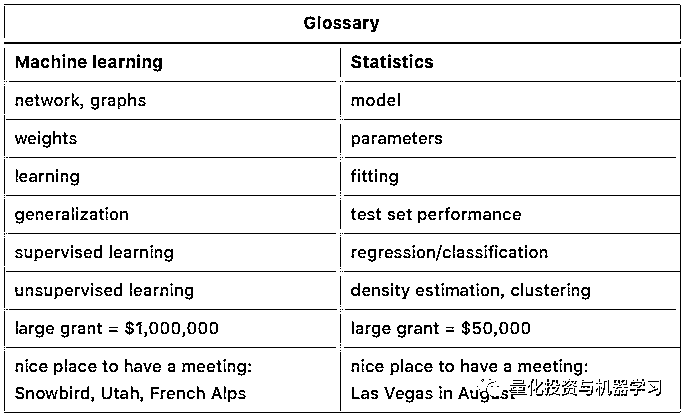 Glossary
Machine learning Statistics
network, graphs model
weights parameters
learning fitting
generalization test set performance
supervised learning regression/classification
unsupervised learning density estimation, clustering
large grant = $1,000,000 large grant = $50,000
nice place to have a meeting: nice place to have a meeting:
Snowbird, Utah, French Alps Las Vegas in August
量化投资与机器学习